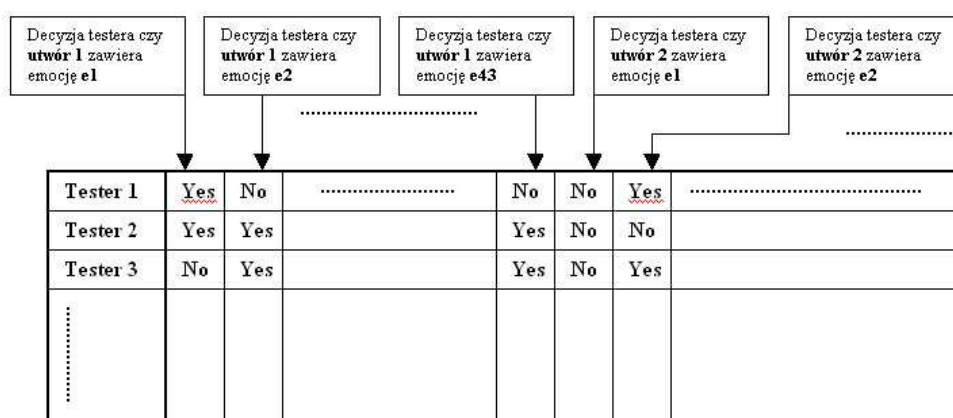 Decyzja testera czy
utwór 1 zawiera
emocję e1
Decyzja testera czy
utwór 1 zawiera
emocję e2
Decyzja testera czy
utwór 1 zawiera
emocję e43
Decyzja testera czy
utwór 2 zawiera
emocję e1
Decyzja testera czy
utwór 2 zawiera
emocję e2
Tester 1 Yes No No No Yes
Tester 2 Yes Yes Yes No No
Tester 3 No Yes Yes No Yes